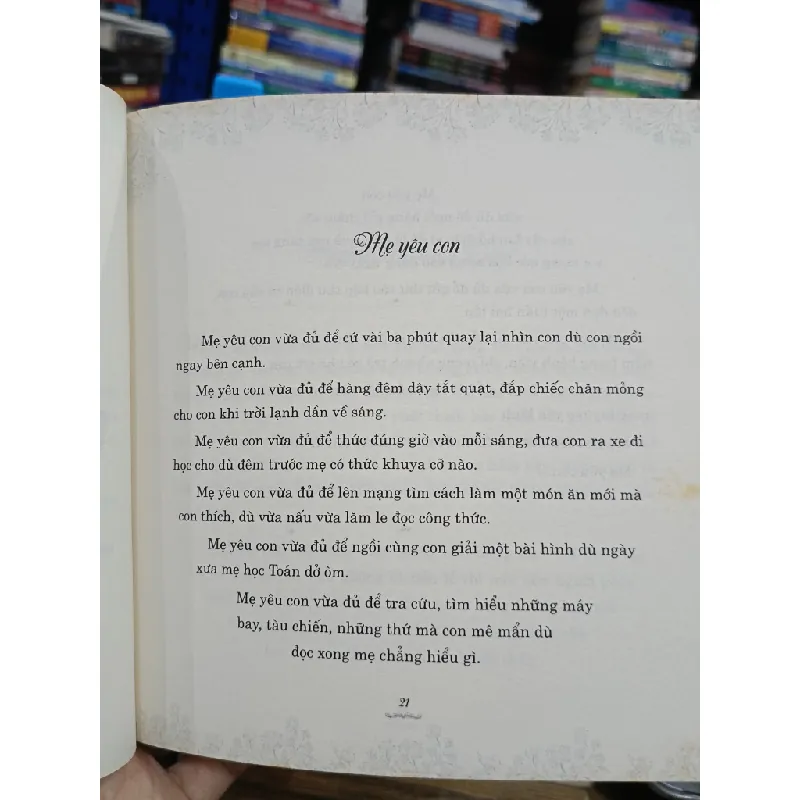 Mẹ yêu con
Mẹ yêu con vừa đủ để cứ vài ba phút quay lại nhìn con dù con ngồi
ngay bên cạnh.
Mẹ yêu con vừa đủ để hàng đêm dậy tắt quạt, đắp chiếc chăn mỏng
cho con khi trời lạnh dần về sáng.
Mẹ yêu con vừa đủ để thức đúng giờ vào mỗi sáng, đưa con ra xe đi
học cho dù đêm trước mẹ có thức khuya cỡ nào.
Mẹ yêu con vừa đủ để lên mạng tìm cách làm một món ăn mới mà
con thích, dù vừa nấu vừa lăm le đọc công thức.
Mẹ yêu con vừa đủ để ngồi cùng con giải một bài hình dù ngày
xưa mẹ học Toán dở òm.
Mẹ yêu con vừa đủ để tra cứu, tìm hiểu những máy
bay, tàu chiến, những thứ mà con mê mẩn dù
đọc xong mẹ chẳng hiểu gì.
21